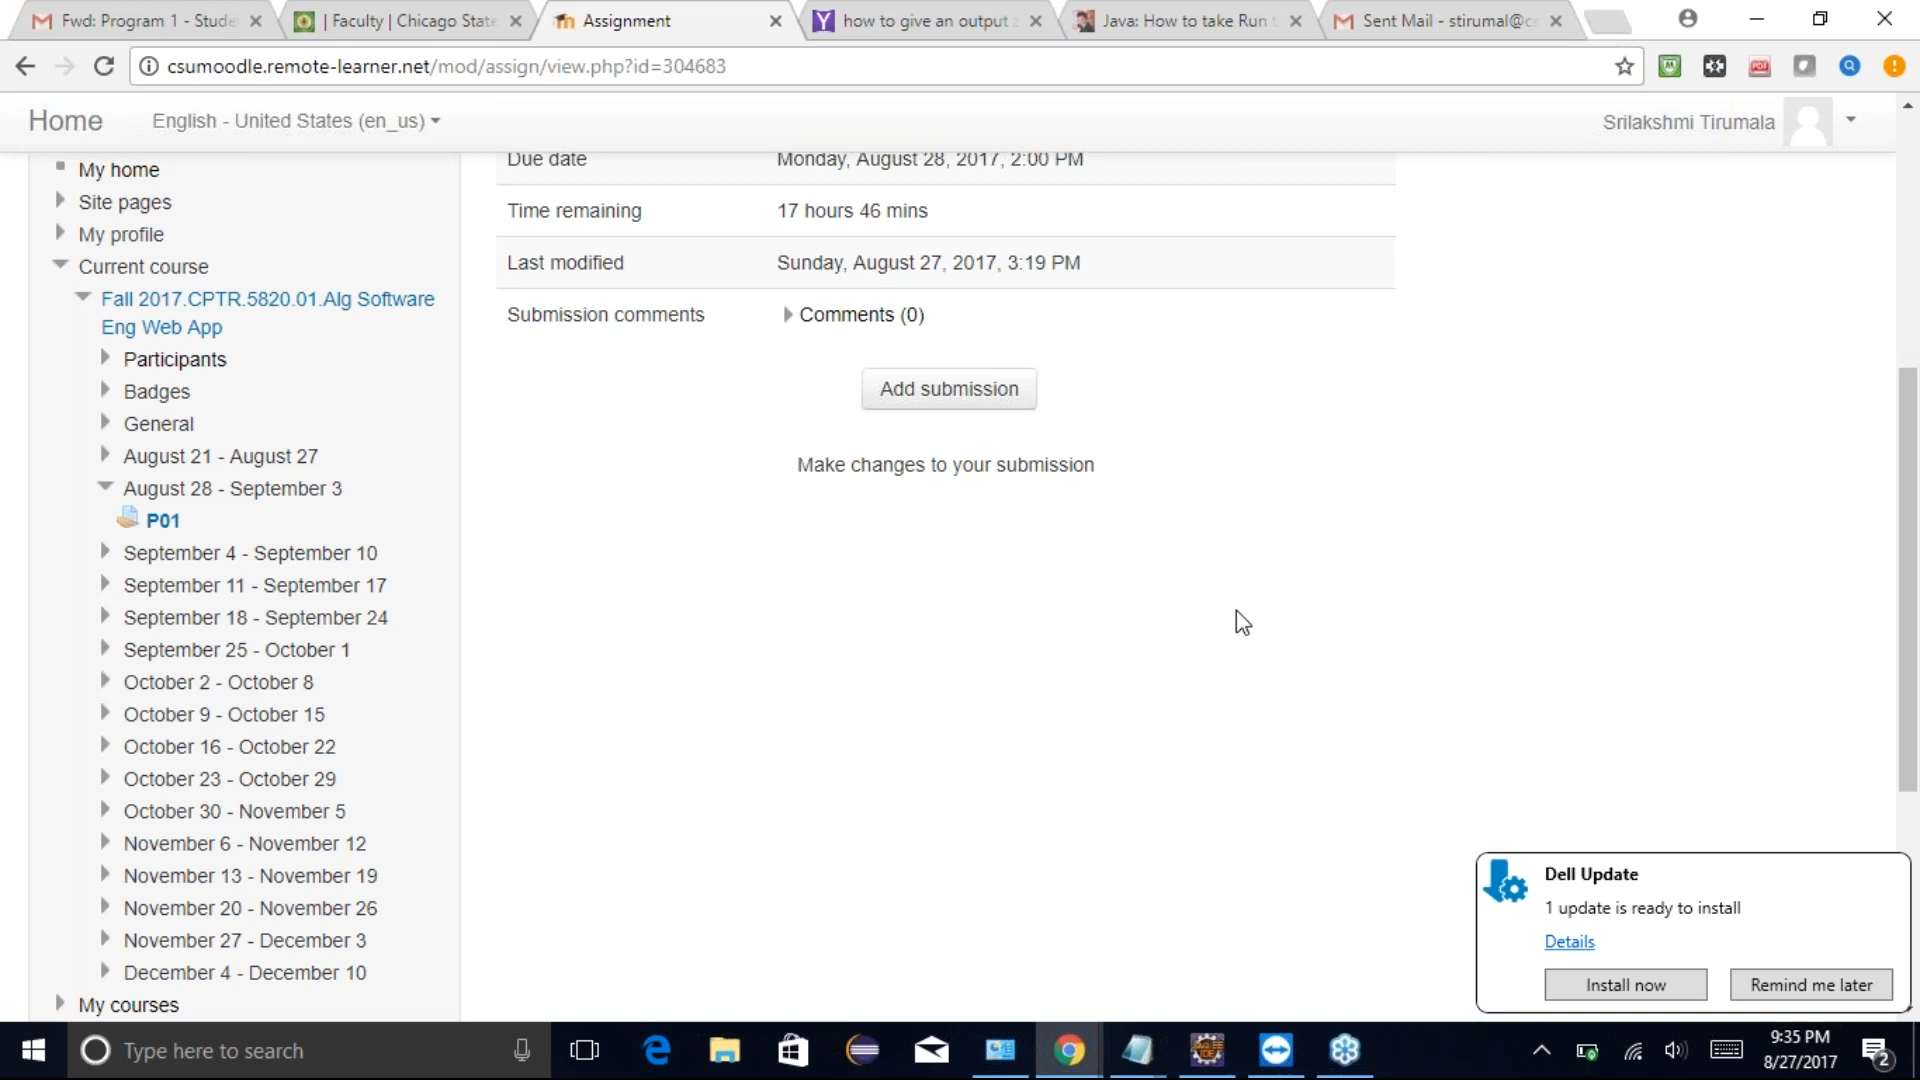 Fwd: Program 1 - Stude
| Faculty | Chicago State
Assignment
how to give an output
Java: How to take Run t
Sent Mail - stirumal@c
csumoodle.remote-learner.net/mod/assign/view.php?id=304683
Home
English - United States (en_us)
Srilakshmi Tirumala
My home
Site pages
My profile
Current course
Fall 2017.CPTR.5820.01.Alg Software
Eng Web App
Participants
Badges
General
August 21 - August 27
August 28 - September 3
P01
September 4 - September 10
September 11 - September 17
September 18 - September 24
September 25 - October 1
October 2 - October 8
October 9 - October 15
October 16 - October 22
October 23 - October 29
October 30 - November 5
November 6 - November 12
November 13 - November 19
November 20 - November 26
November 27 - December 3
December 4 - December 10
My courses
Due date Monday, August 28, 2017, 2:00 PM
Time remaining 17 hours 46 mins
Last modified Sunday, August 27, 2017, 3:19 PM
Submission comments Comments (0)
Add submission
Make changes to your submission
Dell Update
1 update is ready to install
Details
Install now Remind me later
Type here to search
9:35 PM
8/27/2017
2